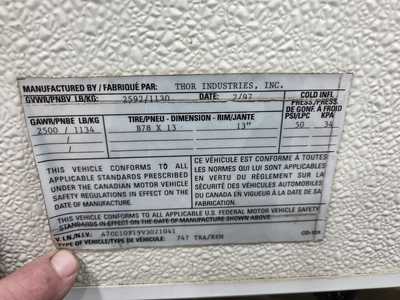 MANUFACTURED BY / FABRIQUÉ PAR: THOR INDUSTRIES, INC.
GVWR/PNBV LB/KG: 2592/1130 DATE: 2/97
COLD INFL.
PRESS/PRESS.
DE GONF. A FROID
GAWR/PNBV LB/KG TIRE/PNEU - DIMENSION - RIM/JANTE PSI/LPC KPA
2500 / 1134 B78 X 13 13" 50 34
/
/
THIS VEHICLE CONFORMS TO ALL
APPLICABLE STANDARDS PRESCRIBED
UNDER THE CANADIAN MOTOR VEHICLE
SAFETY REGULATIONS IN EFFECT ON THE
DATE OF MANUFACTURE.
CE VÉHICULE EST CONFORME À TOUTES
LES NORMES QUI LUI SONT APPLICABLES
EN VERTU DU RÈGLEMENT SUR LA
SÉCURITÉ DES VÉHICULES AUTOMOBILES
DU CANADA EN VIGUEUR À LA DATE DE SA
FABRICATION.
THIS VEHICLE CONFORMS TO ALL APPLICABLE U.S. FEDERAL MOTOR VEHICLE SAFETY
STANDARDS IN EFFECT ON THE DATE OF MANUFACTURE SHOWN ABOVE.
V.I.N./N.I.V.:
TYPE OF VEHICLE/TYPE DE VÉHICULE: 747 TRA/REM